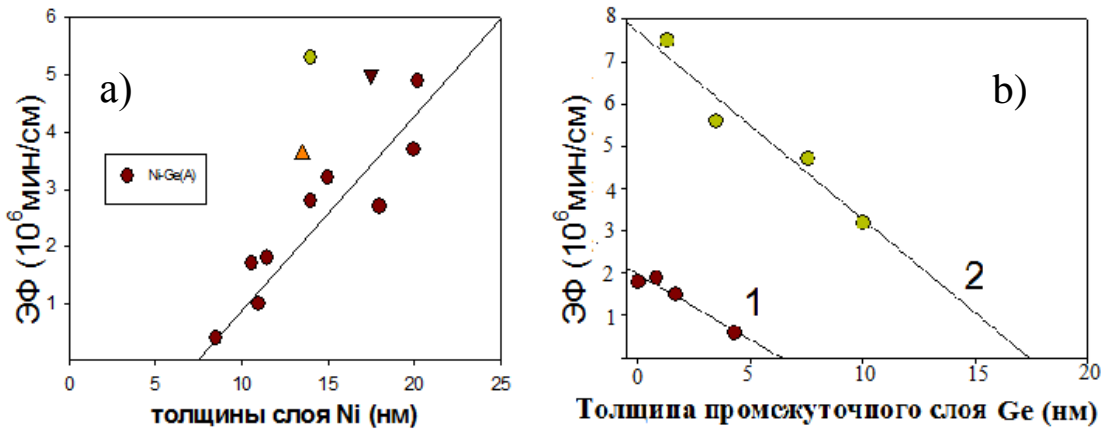 a)
ЭФ (10⁶мин/см)
6
5
4
3
2
1
Ni-Ge(A)
0 5 10 15 20 25
толщины слоя Ni (нм)
b)
ЭФ (10⁶мин/см)
8
7
6
5
4
3
2
1
1
2
0 5 10 15 20
Толщина промежуточного слоя Ge (нм)